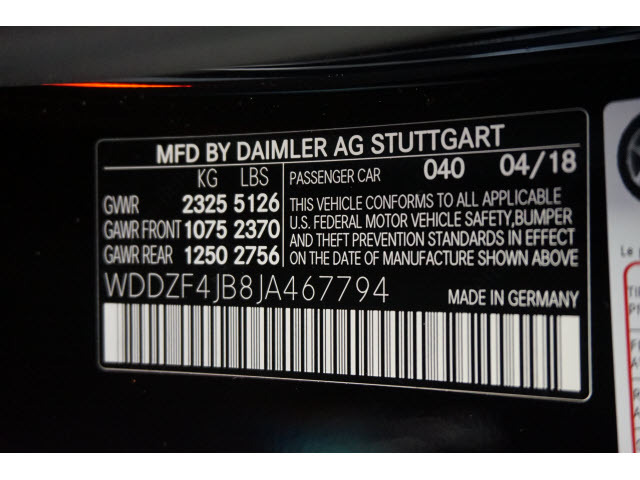 MFD BY DAIMLER AG STUTTGART
KG LBS
GVWR 2325 5126
GAWR FRONT 1075 2370
GAWR REAR 1250 2756
PASSENGER CAR 040 04/18
THIS VEHICLE CONFORMS TO ALL APPLICABLE
U.S. FEDERAL MOTOR VEHICLE SAFETY,BUMPER
AND THEFT PREVENTION STANDARDS IN EFFECT
ON THE DATE OF MANUFACTURE SHOWN ABOVE
WDDZF4JB8JA467794
MADE IN GERMANY
Le